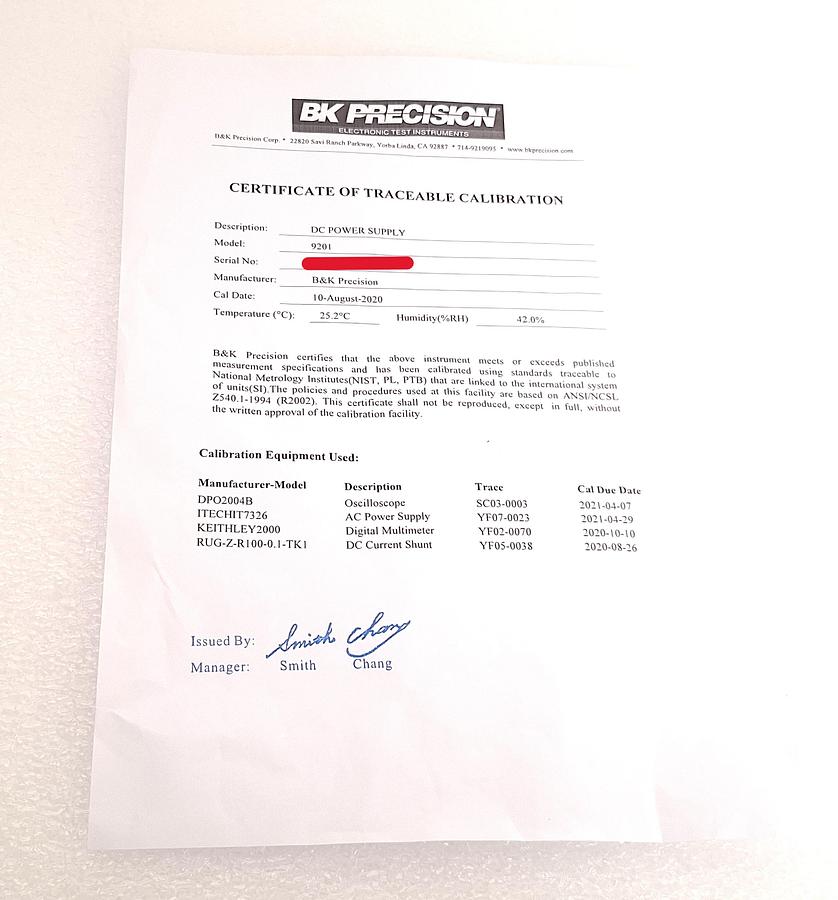 BK PRECISION
ELECTRONIC TEST INSTRUMENTS
B&K Precision Corp. * 22820 Savi Ranch Parkway, Yorba Linda, CA 92887 * 714-9219095 * www.bkprecision.com
CERTIFICATE OF TRACEABLE CALIBRATION
Description: DC POWER SUPPLY
Model: 9201
Serial No:
Manufacturer: B&K Precision
Cal Date: 10-August-2020
Temperature (°C): 25.2°C Humidity(%RH) 42.0%
B&K Precision certifies that the above instrument meets or exceeds published
measurement specifications and has been calibrated using standards traceable to
National Metrology Institutes(NIST, PL, PTB) that are linked to the international system
of units(SI).The policies and procedures used at this facility are based on ANSI/NCSL
Z540.1-1994 (R2002). This certificate shall not be reproduced, except in full, without
the written approval of the calibration facility.
Calibration Equipment Used:
Manufacturer-Model Description Trace Cal Due Date
DPO2004B Oscilloscope SC03-0003 2021-04-07
ITECHIT7326 AC Power Supply YF07-0023 2021-04-29
KEITHLEY2000 Digital Multimeter YF02-0070 2020-10-10
RUG-Z-R100-0.1-TK1 DC Current Shunt YF05-0038 2020-08-26
Issued By: Smith Chang
Manager: Smith Chang